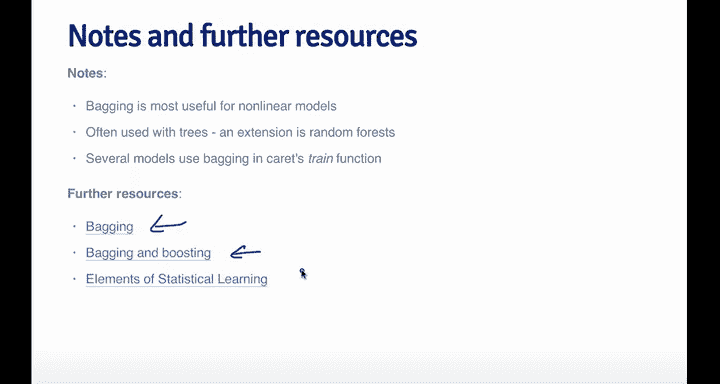 Notes and further resources
Notes:
· Bagging is most useful for nonlinear models
· Often used with trees - an extension is random forests
· Several models use bagging in caret's train function
Further resources:
· Bagging
· Bagging and boosting
· Elements of Statistical Learning